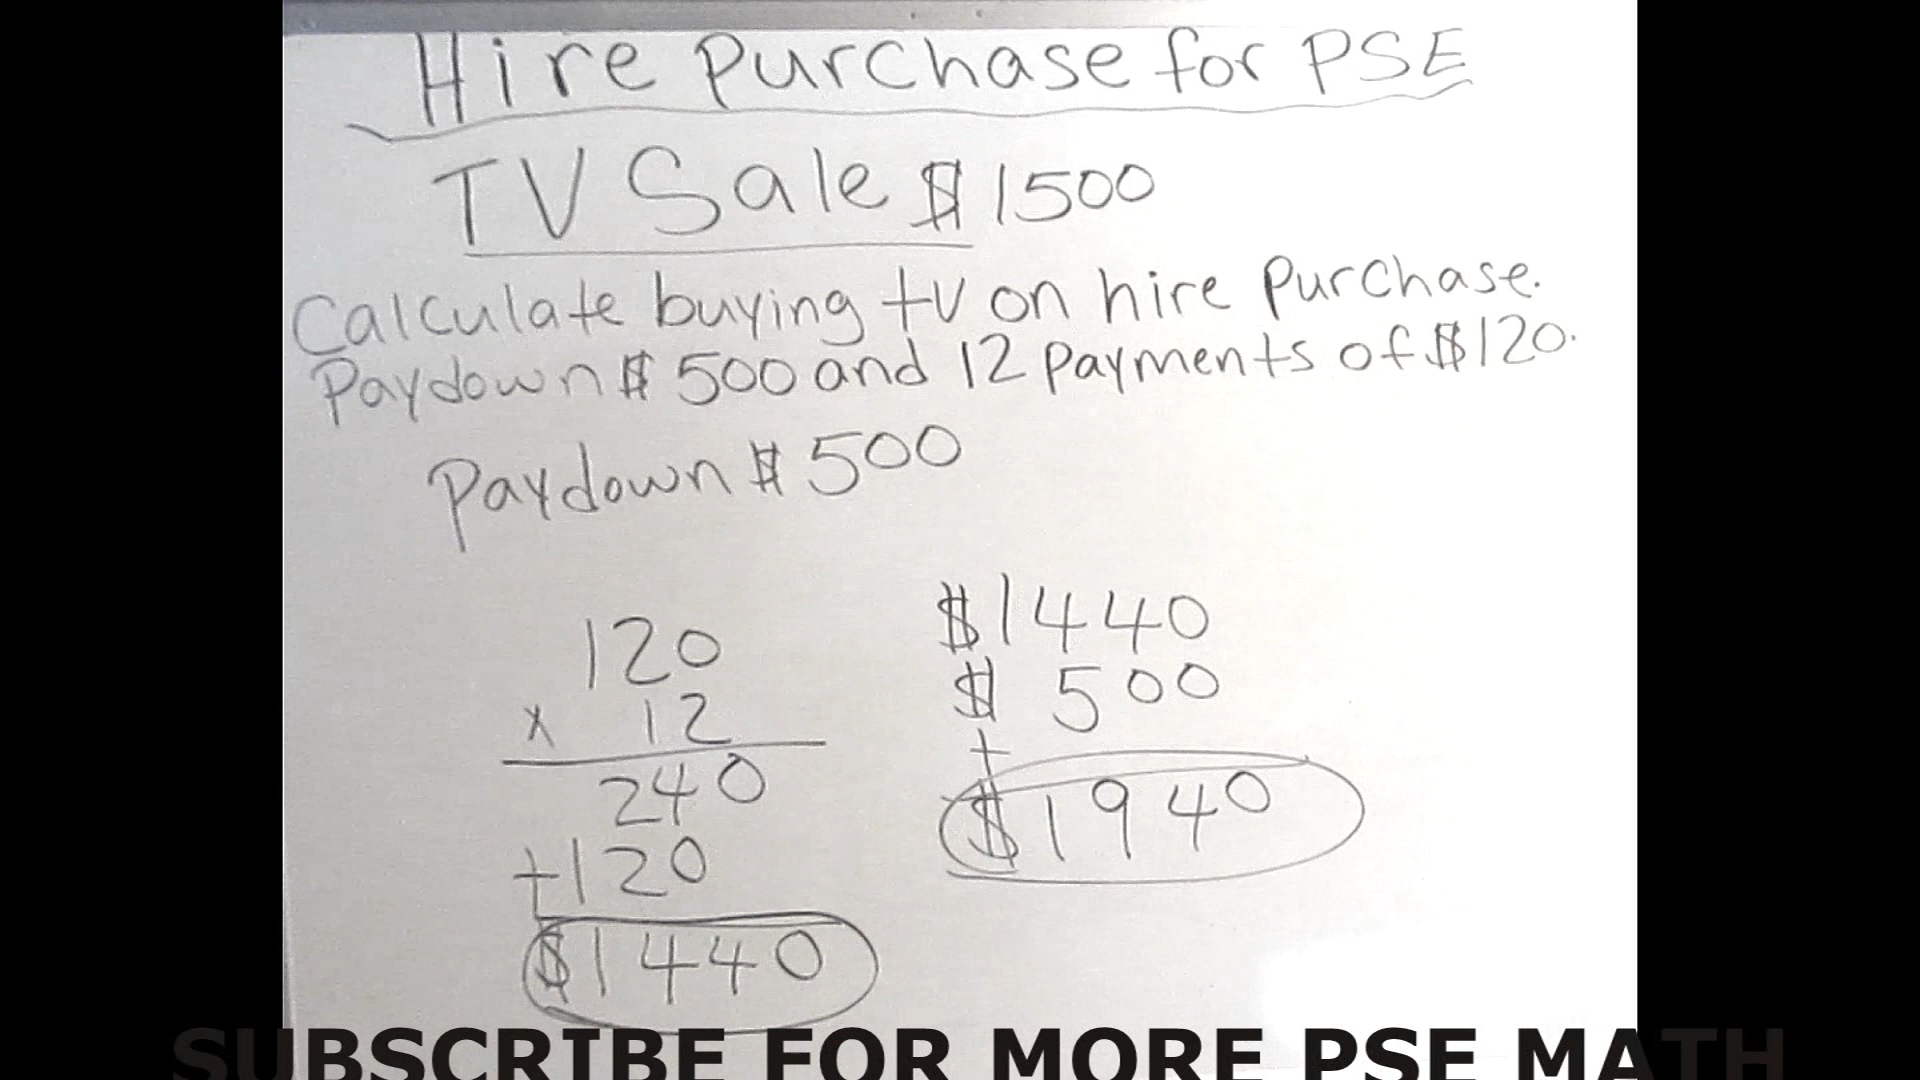 Hire Purchase for PSE
TV Sale $1500
Calculate buying tv on hire Purchase.
Paydown $ 500 and 12 payments of $120.
Paydown $ 500
120
x 12
240
+120
$1440
$1440
$ 500
+
$1940
SUBSCRIBE FOR MORE PSE MATH